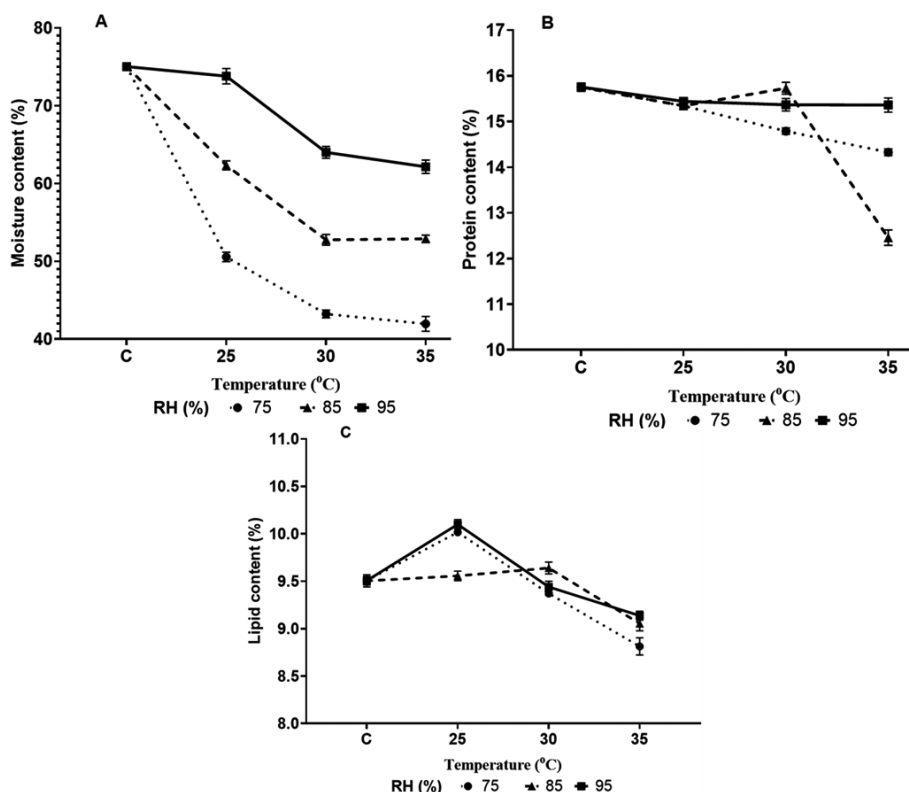 A
Moisture content (%)
80
70
60
50
40
C 25 30 35
Temperature (°C)
RH (%) 75 85 95
B
Protein content (%)
17
16
15
14
13
12
11
10
C 25 30 35
Temperature (°C)
RH (%) 75 85 95
C
Lipid content (%)
11.0
10.5
10.0
9.5
9.0
8.5
8.0
C 25 30 35
Temperature (°C)
RH (%) 75 85 95